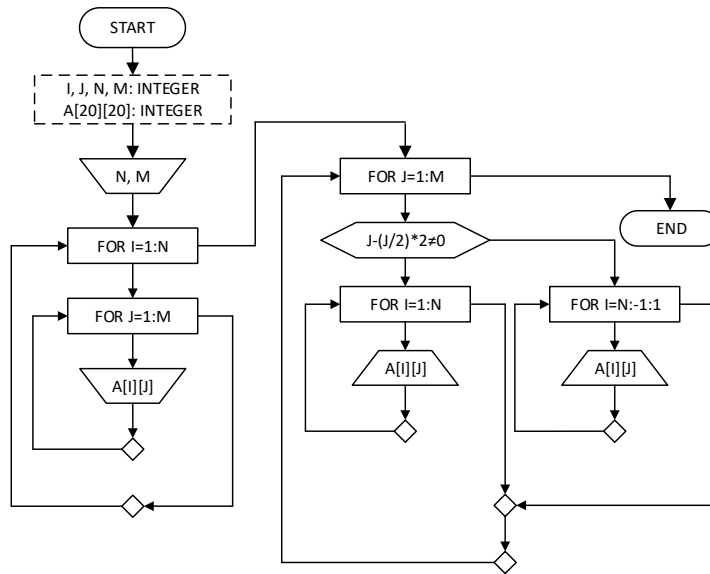 START
I, J, N, M: INTEGER
A[20][20]: INTEGER
N, M
FOR I=1:N
FOR J=1:M
A[I][J]
FOR J=1:M
END
J-(J/2)*2≠0
FOR I=1:N
FOR I=N:-1:1
A[I][J]
A[I][J]